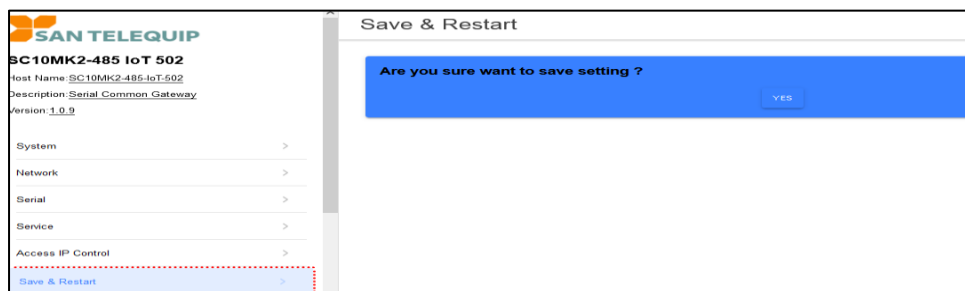 SAN TELEQUIP
SC10MK2-485 IoT 502
Host Name:SC10MK2-485-IoT-502
Description:Serial Common Gateway
Version:1.0.9
System
Network
Serial
Service
Access IP Control
Save & Restart
Save & Restart
Are you sure want to save setting ?
YES